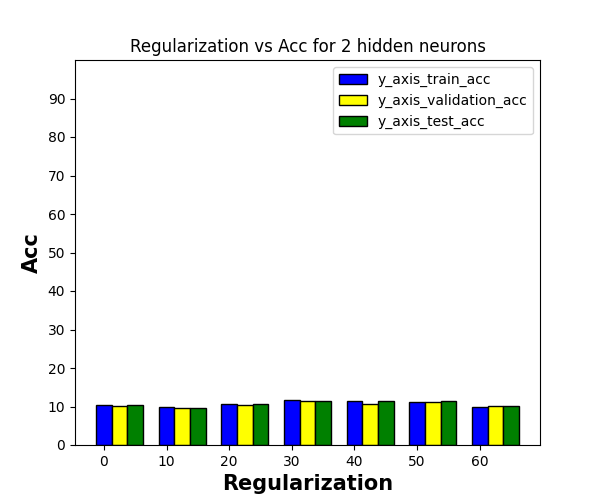 Regularization vs Acc for 2 hidden neurons
y_axis_train_acc
y_axis_validation_acc
y_axis_test_acc
90
80
70
60
50
40
30
20
10
0
Acc
0 10 20 30 40 50 60
Regularization